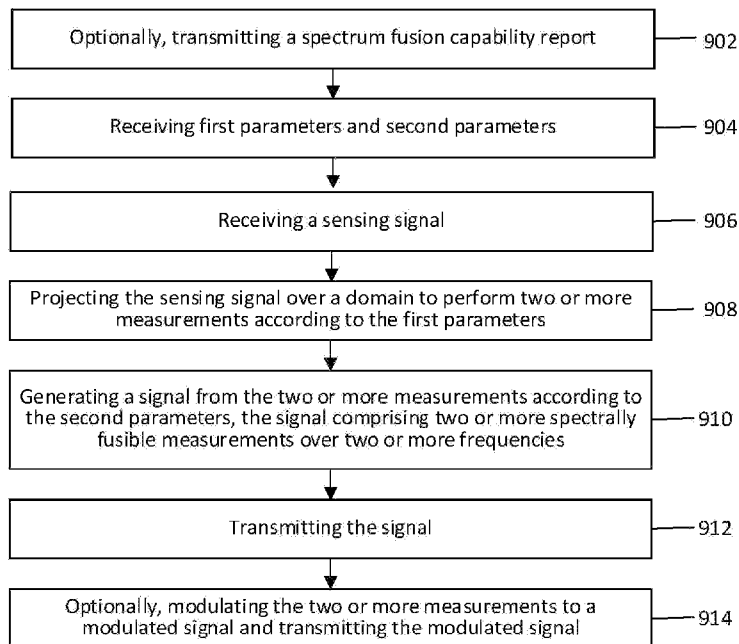 Optionally, transmitting a spectrum fusion capability report
902
Receiving first parameters and second parameters
904
Receiving a sensing signal
906
Projecting the sensing signal over a domain to perform two or more
measurements according to the first parameters
908
Generating a signal from the two or more measurements according to
the second parameters, the signal comprising two or more spectrally
fusible measurements over two or more frequencies
910
Transmitting the signal
912
Optionally, modulating the two or more measurements to a
modulated signal and transmitting the modulated signal
914